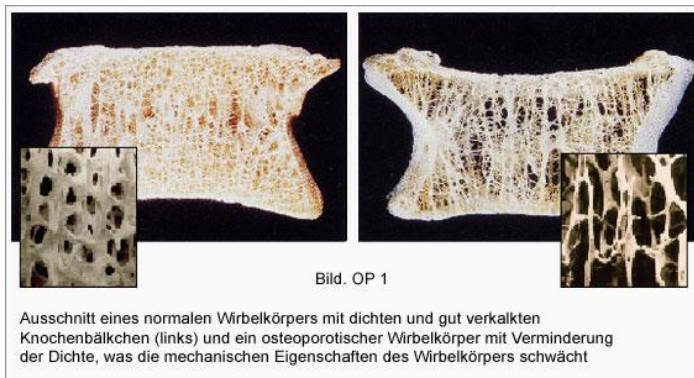 Bild. OP 1
Ausschnitt eines normalen Wirbelkörpers mit dichten und gut verkalkten
Knochenbälkchen (links) und ein osteoporotischer Wirbelkörper mit Verminderung
der Dichte, was die mechanischen Eigenschaften des Wirbelkörpers schwächt